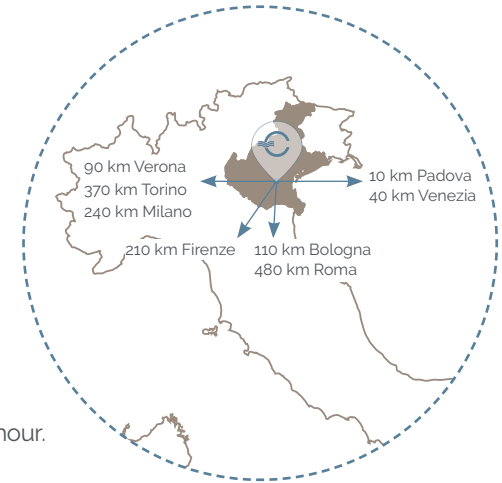 90 km Verona
370 km Torino
240 km Milano
10 km Padova
40 km Venezia
210 km Firenze
110 km Bologna
480 km Roma
hour.